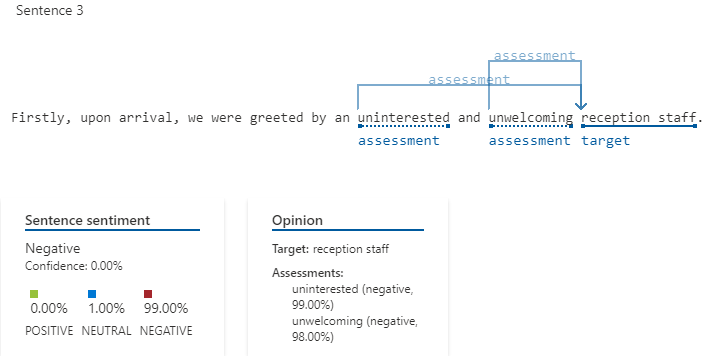 Sentence 3
assessment
assessment
Firstly, upon arrival, we were greeted by an uninterested and unwelcoming reception staff.
assessment assessment target
Sentence sentiment
Negative
Confidence: 0.00%
0.00% 1.00% 99.00%
POSITIVE NEUTRAL NEGATIVE
Opinion
Target: reception staff
Assessments:
uninterested (negative,
99.00%)
unwelcoming (negative,
98.00%)